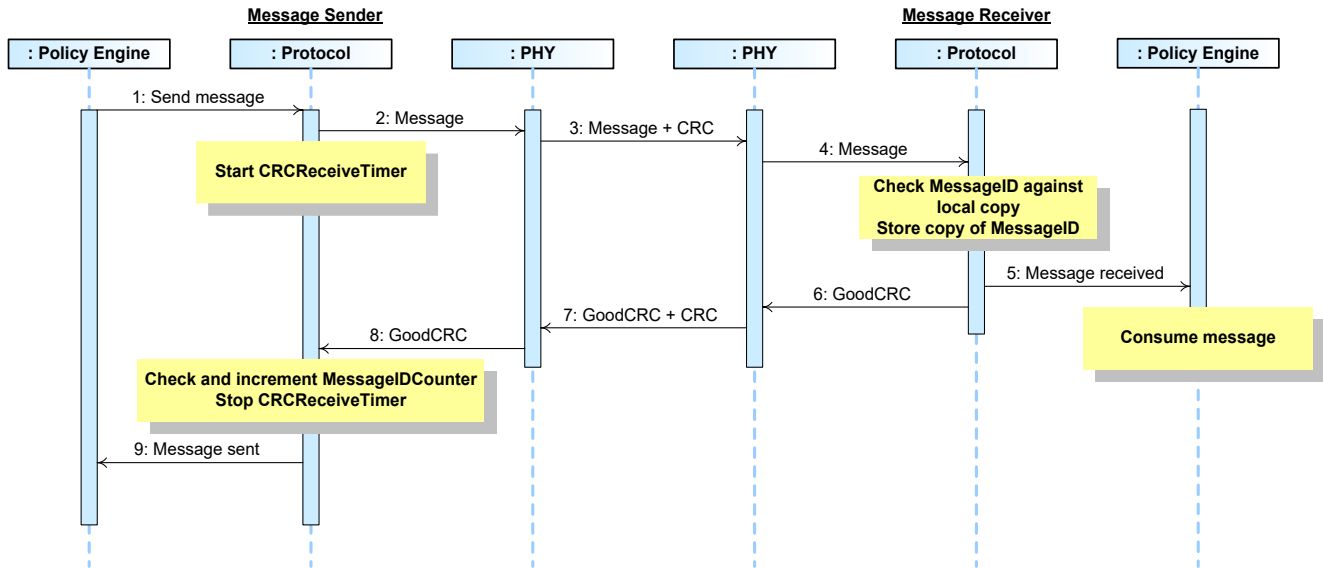 Message Sender
Message Receiver
: Policy Engine
: Protocol
: PHY
: PHY
: Protocol
: Policy Engine
1: Send message
2: Message
3: Message + CRC
4: Message
Start CRCReceiveTimer
Check MessageID against
local copy
Store copy of MessageID
5: Message received
6: GoodCRC
7: GoodCRC + CRC
8: GoodCRC
Consume message
Check and increment MessageIDCounter
Stop CRCReceiveTimer
9: Message sent